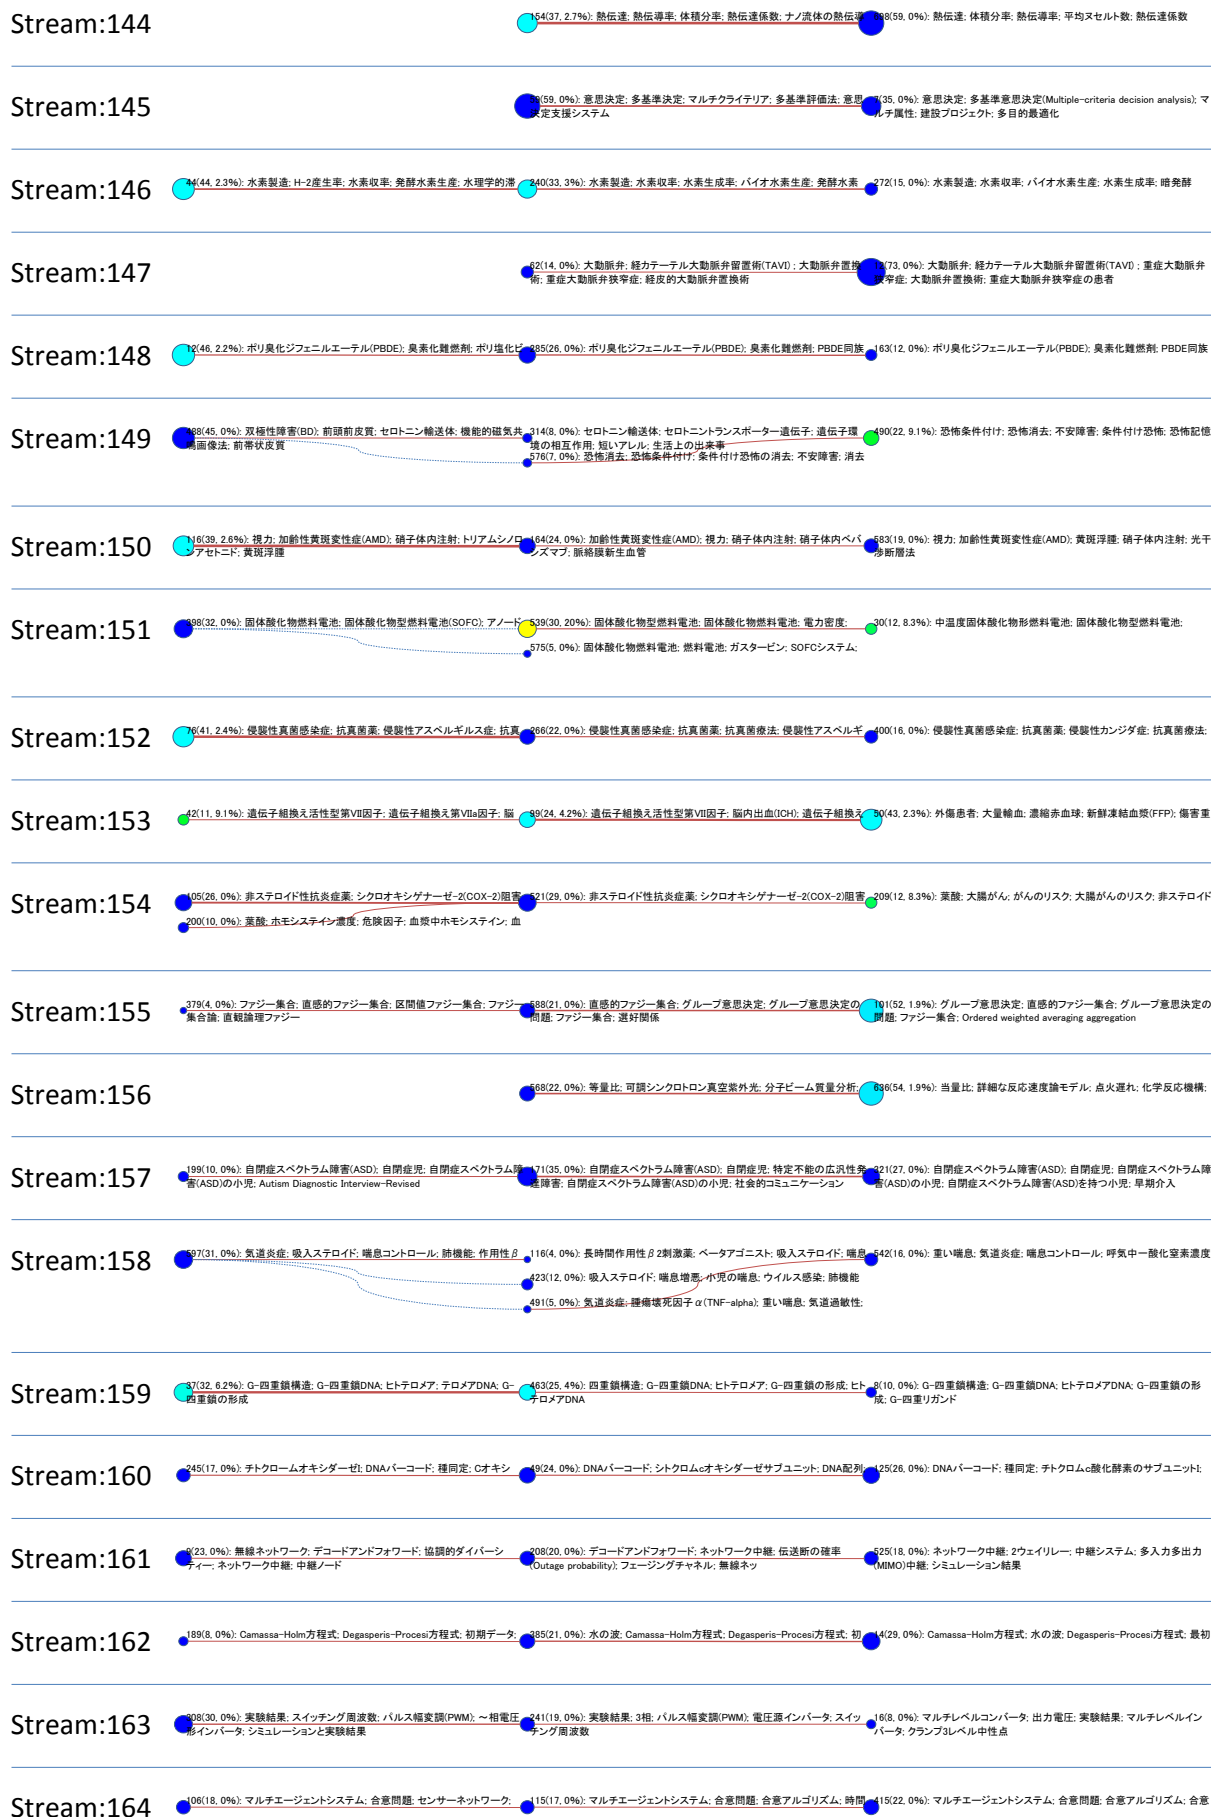 Stream:144
154(37, 2.7%): 熱伝達; 熱伝導率; 体積分率; 熱伝達係数; ナノ流体の熱伝導
(59, 0%): 熱伝達; 体積分率; 熱伝導率; 平均ヌセルト数; 熱伝達係数
Stream:145
(59, 0%): 意思決定; 多基準決定; マルチクライテリア; 多基準評価法; 意思
決定支援システム
7(35, 0%): 意思決定; 多基準意思決定(Multiple-criteria decision analysis); マ
ルチ属性; 建設プロジェクト; 多目的最適化
Stream:146
44(44, 2.3%): 水素製造; H-2産生率; 水素収率; 発酵水素生産; 水理学的滞
240(33, 3%): 水素製造; 水素収率; 水素生成率; バイオ水素生産; 発酵水素
272(15, 0%): 水素製造; 水素収率; バイオ水素生産; 水素生成率; 暗発酵
Stream:147
62(14, 0%): 大動脈弁; 経カテーテル大動脈弁留置術(TAVI) ; 大動脈弁置換
術; 重症大動脈弁狭窄症; 経皮的大動脈弁置換術
12(73, 0%): 大動脈弁; 経カテーテル大動脈弁留置術(TAVI) ; 重症大動脈弁
狭窄症; 大動脈弁置換術; 重症大動脈弁狭窄症の患者
Stream:148
12(46, 2.2%): ポリ臭化ジフェニルエーテル(PBDE); 臭素化難燃剤; ポリ塩化ビ
285(26, 0%): ポリ臭化ジフェニルエーテル(PBDE); 臭素化難燃剤; PBDE同族
163(12, 0%): ポリ臭化ジフェニルエーテル(PBDE); 臭素化難燃剤; PBDE同族
Stream:149
488(45, 0%): 双極性障害(BD); 前頭前皮質; セロトニン輸送体; 機能的磁気共
鳴画像法; 前帯状皮質
314(8, 0%): セロトニン輸送体; セロトニントランスポーター遺伝子; 遺伝子環
境の相互作用; 短いアレル; 生活上の出来事
576(7, 0%): 恐怖消去; 恐怖条件付け; 条件付け恐怖の消去; 不安障害; 消去
490(22, 9.1%): 恐怖条件付け; 恐怖消去; 不安障害; 条件付け恐怖; 恐怖記憶
Stream:150
116(39, 2.6%): 視力; 加齢性黄斑変性症(AMD); 硝子体内注射; トリアムシノロ
ンアセトニド; 黄斑浮腫
164(24, 0%): 加齢性黄斑変性症(AMD); 視力; 硝子体内注射; 硝子体内ベバ
シズマブ; 脈絡膜新生血管
583(19, 0%): 視力; 加齢性黄斑変性症(AMD); 黄斑浮腫; 硝子体内注射; 光干
渉断層法
Stream:151
398(32, 0%): 固体酸化物燃料電池; 固体酸化物型燃料電池(SOFC); アノード
539(30, 20%): 固体酸化物型燃料電池; 固体酸化物燃料電池; 電力密度;
575(5, 0%): 固体酸化物燃料電池; 燃料電池; ガスタービン; SOFCシステム;
30(12, 8.3%): 中温度固体酸化物形燃料電池; 固体酸化物型燃料電池;
Stream:152
76(41, 2.4%): 侵襲性真菌感染症; 抗真菌薬; 侵襲性アスペルギルス症; 抗真
266(22, 0%): 侵襲性真菌感染症; 抗真菌薬; 抗真菌療法; 侵襲性アスペルギ
400(16, 0%): 侵襲性真菌感染症; 抗真菌薬; 侵襲性カンジダ症; 抗真菌療法;
Stream:153
42(11, 9.1%): 遺伝子組換え活性型第VII因子; 遺伝子組換え第VIIa因子; 脳
99(24, 4.2%): 遺伝子組換え活性型第VII因子; 脳内出血(ICH); 遺伝子組換え
50(43, 2.3%): 外傷患者; 大量輸血; 濃縮赤血球; 新鮮凍結血漿(FFP); 傷害重
Stream:154
105(26, 0%): 非ステロイド性抗炎症薬; シクロオキシゲナーゼ-2(COX-2)阻害
200(10, 0%): 葉酸; ホモシステイン濃度; 危険因子; 血漿中ホモシステイン; 血
521(29, 0%): 非ステロイド性抗炎症薬; シクロオキシゲナーゼ-2(COX-2)阻害
209(12, 8.3%): 葉酸; 大腸がん; がんのリスク; 大腸がんのリスク; 非ステロイド
Stream:155
379(4, 0%): ファジー集合; 直感的ファジー集合; 区間値ファジー集合; ファジー
集合論; 直観論理ファジー
588(21, 0%): 直感的ファジー集合; グループ意思決定; グループ意思決定の
問題; ファジー集合; 選好関係
101(52, 1.9%): グループ意思決定; 直感的ファジー集合; グループ意思決定の
問題; ファジー集合; Ordered weighted averaging aggregation
Stream:156
568(22, 0%): 等量比; 可調シンクロトロン真空紫外光; 分子ビーム質量分析;
636(54, 1.9%): 当量比; 詳細な反応速度論モデル; 点火遅れ; 化学反応機構;
Stream:157
199(10, 0%): 自閉症スペクトラム障害(ASD); 自閉症児; 自閉症スペクトラム障
害(ASD)の小児; Autism Diagnostic Interview-Revised
171(35, 0%): 自閉症スペクトラム障害(ASD); 自閉症児; 特定不能の広汎性発
達障害; 自閉症スペクトラム障害(ASD)の小児; 社会的コミュニケーション
321(27, 0%): 自閉症スペクトラム障害(ASD); 自閉症児; 自閉症スペクトラム障
害(ASD)の小児; 自閉症スペクトラム障害(ASD)を持つ小児; 早期介入
Stream:158
597(31, 0%): 気道炎症; 吸入ステロイド; 喘息コントロール; 肺機能; 作用性β
116(4, 0%): 長時間作用性β2刺激薬; ベータアゴニスト; 吸入ステロイド; 喘息
423(12, 0%): 吸入ステロイド; 喘息増悪; 小児の喘息; ウイルス感染; 肺機能
491(5, 0%): 気道炎症; 腫瘍壊死因子α(TNF-alpha); 重い喘息; 気道過敏性;
542(16, 0%): 重い喘息; 気道炎症; 喘息コントロール; 呼気中一酸化窒素濃度
Stream:159
37(32, 6.2%): G-四重鎖構造; G-四重鎖DNA; ヒトテロメア; テロメアDNA; G-
四重鎖の形成
463(25, 4%): 四重鎖構造; G-四重鎖DNA; ヒトテロメア; G-四重鎖の形成; ヒト
テロメアDNA
8(10, 0%): G-四重鎖構造; G-四重鎖DNA; ヒトテロメアDNA; G-四重鎖の形
成; G-四重リガンド
Stream:160
245(17, 0%): チトクロームオキシダーゼI; DNAバーコード; 種同定; Cオキシ
49(24, 0%): DNAバーコード; シトクロムcオキシダーゼサブユニット; DNA配列;
125(26, 0%): DNAバーコード; 種同定; チトクロムc酸化酵素のサブユニットI;
Stream:161
9(23, 0%): 無線ネットワーク; デコードアンドフォワード; 協調的ダイバーシ
ティー; ネットワーク中継; 中継ノード
208(20, 0%): デコードアンドフォワード; ネットワーク中継; 伝送断の確率
(Outage probability); フェージングチャネル; 無線ネッ
525(18, 0%): ネットワーク中継; 2ウェイリレー; 中継システム; 多入力多出力
(MIMO)中継; シミュレーション結果
Stream:162
189(8, 0%): Camassa-Holm方程式; Degasperis-Procesi方程式; 初期データ;
385(21, 0%): 水の波; Camassa-Holm方程式; Degasperis-Procesi方程式; 初
14(29, 0%): Camassa-Holm方程式; 水の波; Degasperis-Procesi方程式; 最初
Stream:163
308(30, 0%): 実験結果; スイッチング周波数; パルス幅変調(PWM); ～相電圧
形インバータ; シミュレーションと実験結果
241(19, 0%): 実験結果; 3相; パルス幅変調(PWM); 電圧源インバータ; スイッ
チング周波数
16(8, 0%): マルチレベルコンバータ; 出力電圧; 実験結果; マルチレベルイン
バータ; クランプ3レベル中性点
Stream:164
106(18, 0%): マルチエージェントシステム; 合意問題; センサーネットワーク;
115(17, 0%): マルチエージェントシステム; 合意問題; 合意アルゴリズム; 時間
415(22, 0%): マルチエージェントシステム; 合意問題; 合意アルゴリズム; 合意